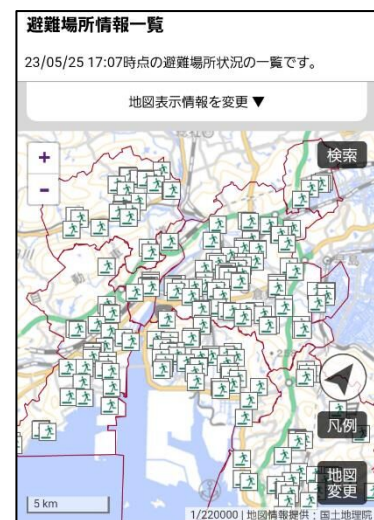 避難場所情報一覧
23/05/25 17:07時点の避難場所状況の一覧です。
地図表示情報を変更 ▼
+
検索
-
凡例
地図
変更
5 km
1/220000 | 地図情報提供：国土地理院